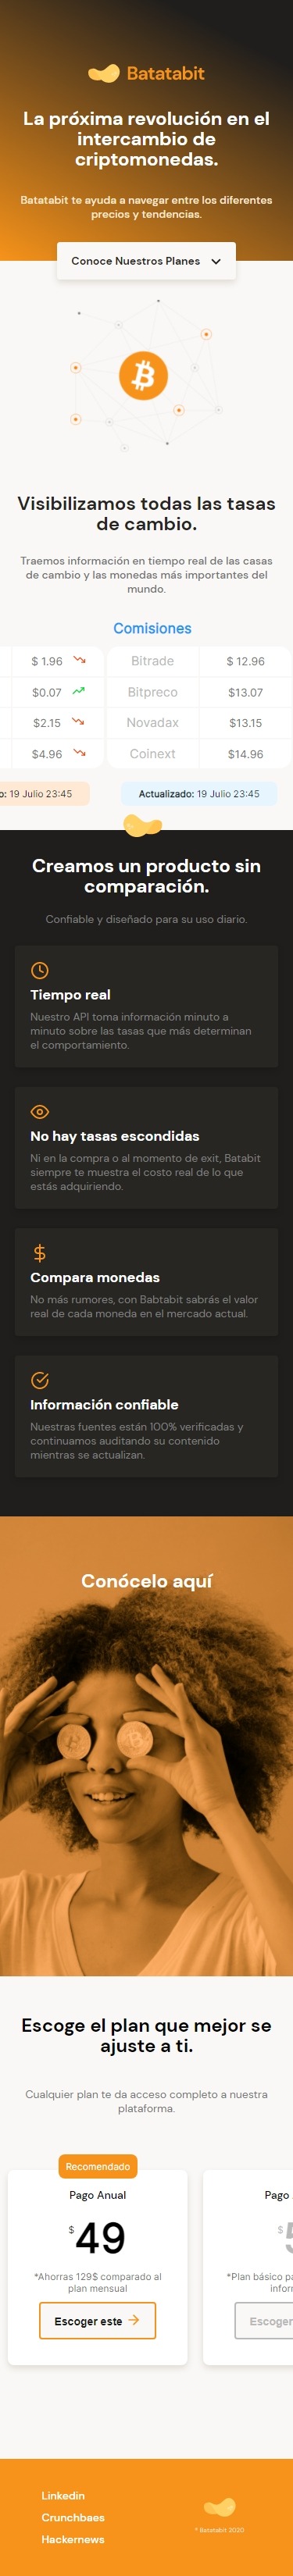 Batatabit
La próxima revolución en el
intercambio de
criptomonedas.
Batatabit te ayuda a navegar entre los diferentes
precios y tendencias.
Conoce Nuestros Planes
Visibilizamos todas las tasas
de cambio.
Traemos información en tiempo real de las casas
de cambio y las monedas más importantes del
mundo.
Comisiones
$ 1.96 Bitrade $ 12.96
$0.07 Bitpreco $13.07
$2.15 Novadax $13.15
$4.96 Coinext $14.96
o: 19 Julio 23:45 Actualizado: 19 Julio 23:45
Creamos un producto sin
comparación.
Confiable y diseñado para su uso diario.
Tiempo real
Nuestro API toma información minuto a
minuto sobre las tasas que más determinan
el comportamiento.
No hay tasas escondidas
Ni en la compra o al momento de exit, Batabit
siempre te muestra el costo real de lo que
estás adquiriendo.
Compara monedas
No más rumores, con Babtabit sabrás el valor
real de cada moneda en el mercado actual.
Información confiable
Nuestras fuentes están 100% verificadas y
continuamos auditando su contenido
mientras se actualizan.
Conócelo aquí
Escoge el plan que mejor se
ajuste a ti.
Cualquier plan te da acceso completo a nuestra
plataforma.
Recomendado
Pago Anual
$ 49
*Ahorras 129$ comparado al
plan mensual
Escoger este
Pago
$
*Plan básico pa
infor
Escoger
Linkedin
Crunchbaes
Hackernews
® Batatabit 2020